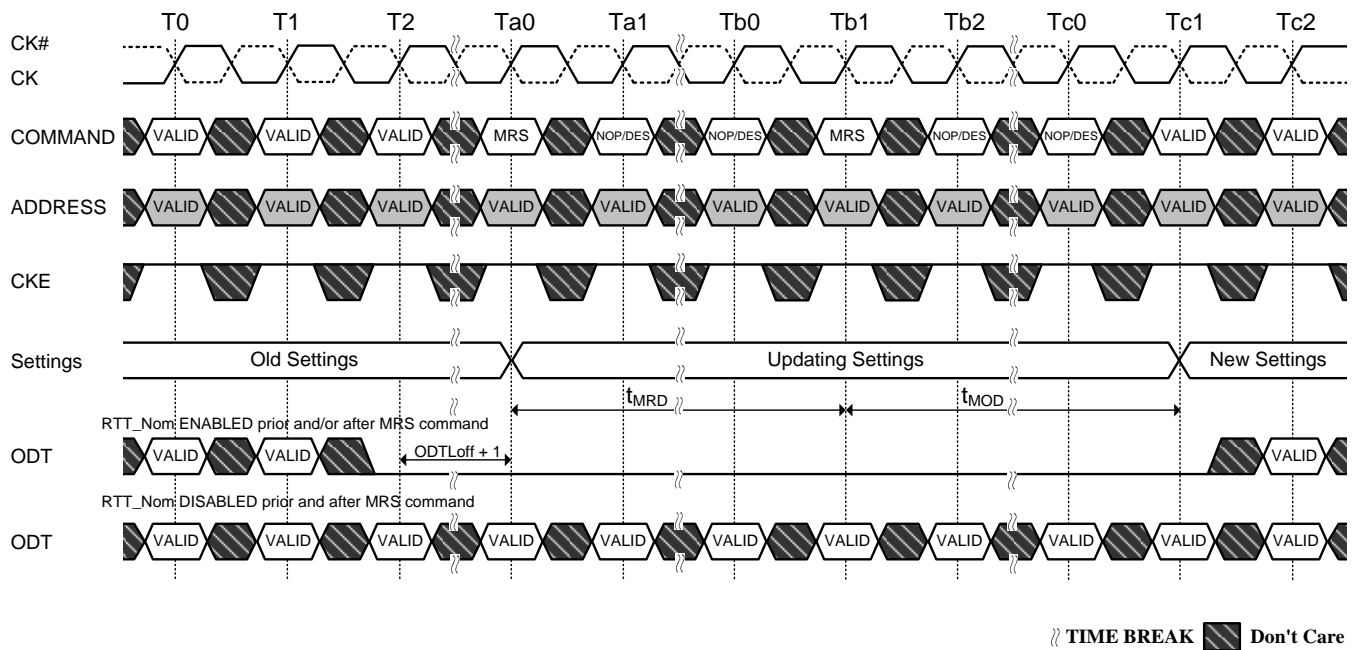 T0 T1 T2 Ta0 Ta1 Tb0 Tb1 Tb2 Tc0 Tc1 Tc2
CK#
CK
COMMAND VALID VALID VALID MRS NOP/DES NOP/DES MRS NOP/DES NOP/DES VALID VALID
ADDRESS VALID VALID VALID VALID VALID VALID VALID VALID VALID VALID VALID
CKE
Settings Old Settings Updating Settings New Settings
tMRD tMOD
RTT_Nom ENABLED prior and/or after MRS command
ODT VALID VALID ODTLoff + 1 VALID
RTT_Nom DISABLED prior and after MRS command
ODT VALID VALID VALID VALID VALID VALID VALID VALID VALID VALID VALID
TIME BREAK Don't Care